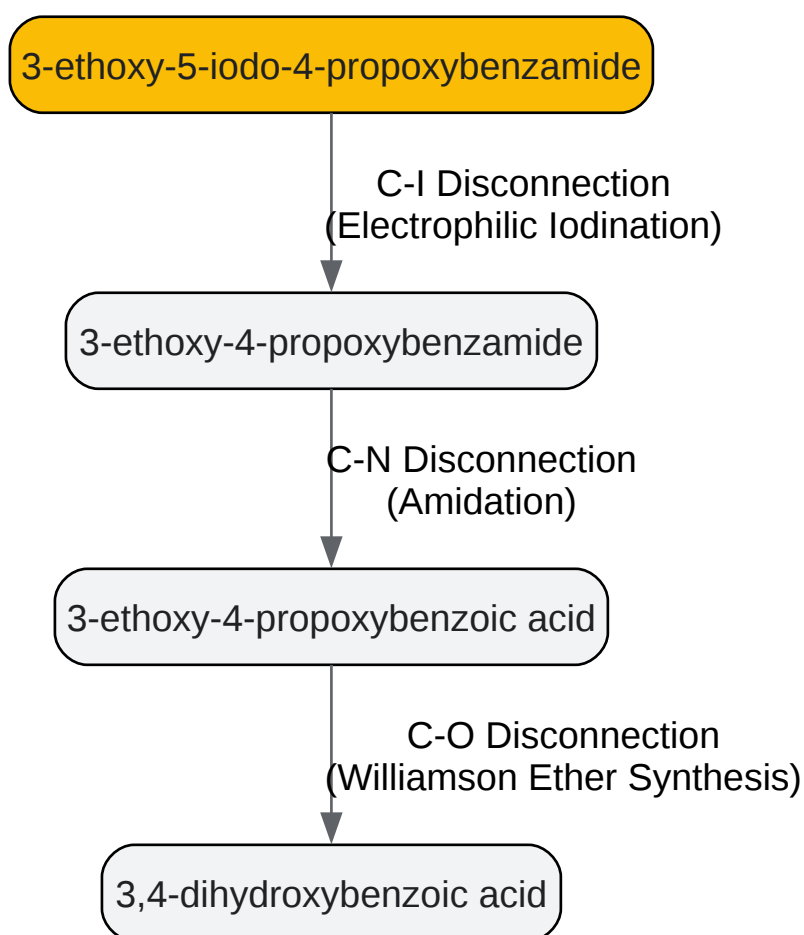 3-ethoxy-5-iodo-4-propoxybenzamide
C-I Disconnection
(Electrophilic Iodination)
3-ethoxy-4-propoxybenzamide
C-N Disconnection
(Amidation)
3-ethoxy-4-propoxybenzoic acid
C-O Disconnection
(Williamson Ether Synthesis)
3,4-dihydroxybenzoic acid